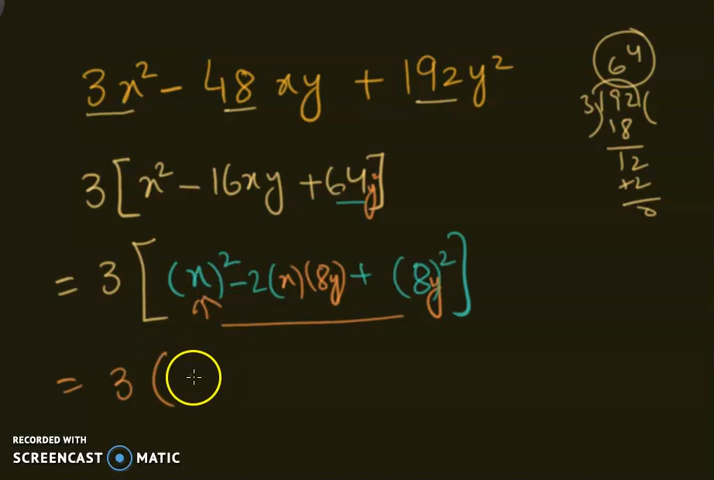 3x² - 48xy + 192y²
3[x² - 16xy + 64y]
= 3[(x)² - 2(x)(8y) + (8y)²]
= 3(
64
3)192(
18
12
12
0
RECORDED WITH
SCREENCAST MATIC